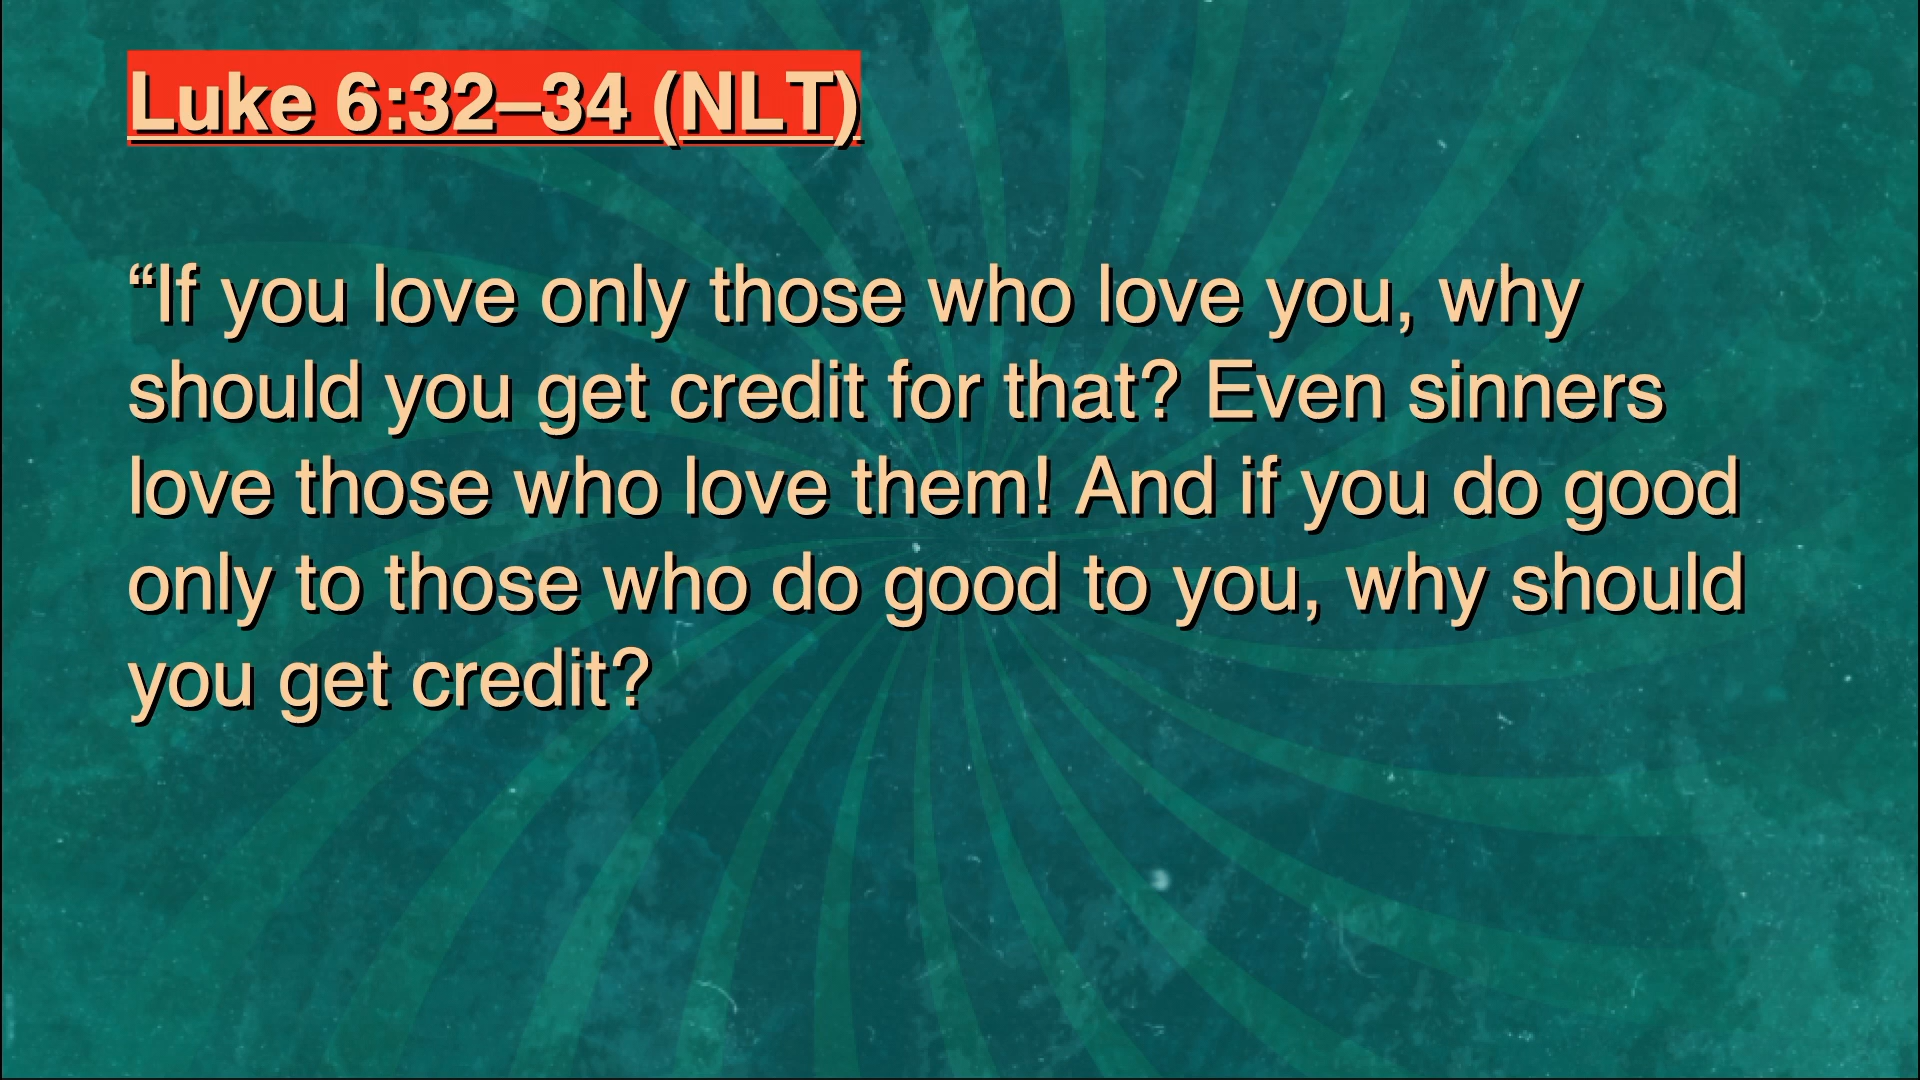 Luke 6:32–34 (NLT)
“If you love only those who love you, why
should you get credit for that? Even sinners
love those who love them! And if you do good
only to those who do good to you, why should
you get credit?